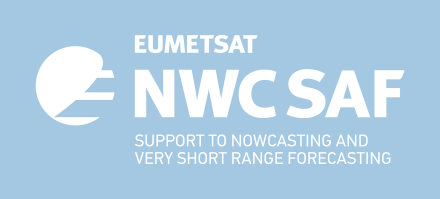 EUMETSAT
NWC SAF
SUPPORT TO NOWCASTING AND
VERY SHORT RANGE FORECASTING